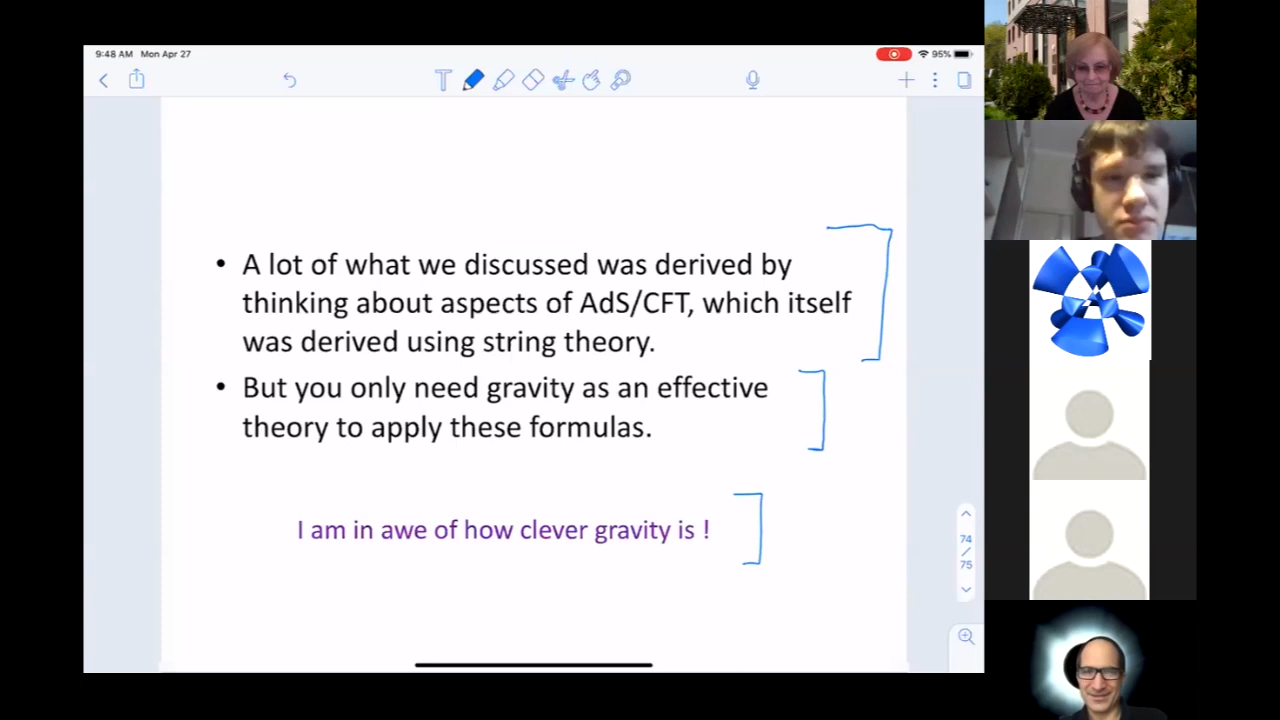 9:48 AM Mon Apr 27
95%
• A lot of what we discussed was derived by
thinking about aspects of AdS/CFT, which itself
was derived using string theory.
• But you only need gravity as an effective
theory to apply these formulas.
I am in awe of how clever gravity is !
74
/
75